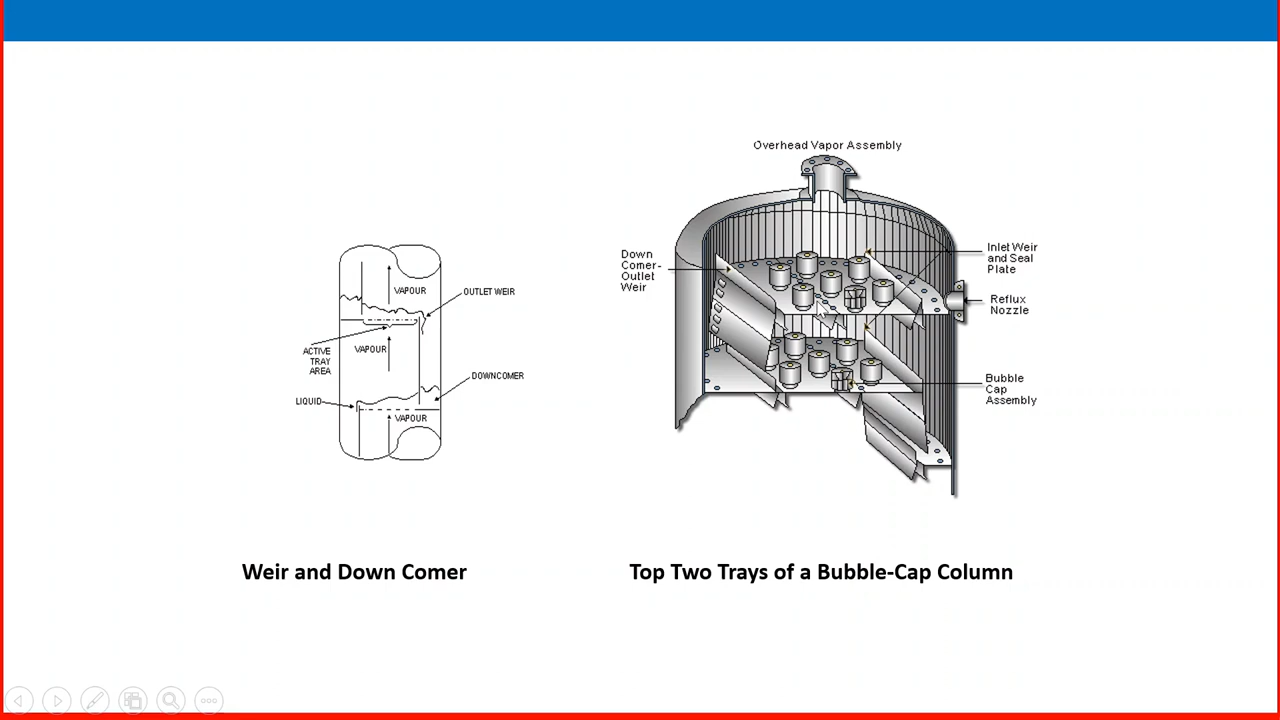 VAPOUR
OUTLET WEIR
ACTIVE
TRAY
AREA
VAPOUR
DOWNCOMER
LIQUID
VAPOUR
Weir and Down Comer
Overhead Vapor Assembly
Down
Comer-
Outlet
Weir
Inlet Weir
and Seal
Plate
Reflux
Nozzle
Bubble
Cap
Assembly
Top Two Trays of a Bubble-Cap Column